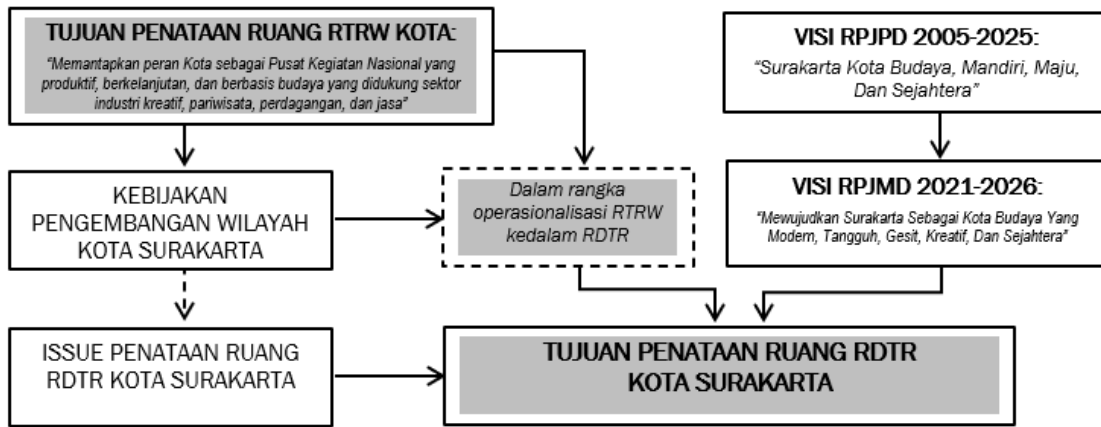 TUJUAN PENATAAN RUANG RTRW KOTA:
“Memantapkan peran Kota sebagai Pusat Kegiatan Nasional yang
produktif, berkelanjutan, dan berbasis budaya yang didukung sektor
industri kreatif, pariwisata, perdagangan, dan jasa”
VISI RPJPD 2005-2025:
“Surakarta Kota Budaya, Mandiri, Maju,
Dan Sejahtera”
KEBIJAKAN
PENGEMBANGAN WILAYAH
KOTA SURAKARTA
Dalam rangka
operasionalisasi RTRW
kedalam RDTR
VISI RPJMD 2021-2026:
“Mewujudkan Surakarta Sebagai Kota Budaya Yang
Modern, Tangguh, Gesit, Kreatif, Dan Sejahtera”
ISSUE PENATAAN RUANG
RDTR KOTA SURAKARTA
TUJUAN PENATAAN RUANG RDTR
KOTA SURAKARTA